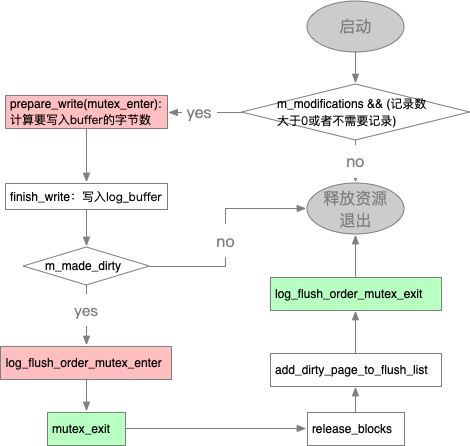 启动
m_modifications && (记录数
大于0或者不需要记录)
yes
prepare_write(mutex_enter):
计算要写入buffer的字节数
no
finish_write：写入log_buffer
释放资源
退出
no
m_made_dirty
log_flush_order_mutex_exit
yes
log_flush_order_mutex_enter
add_dirty_page_to_flush_list
mutex_exit
release_blocks